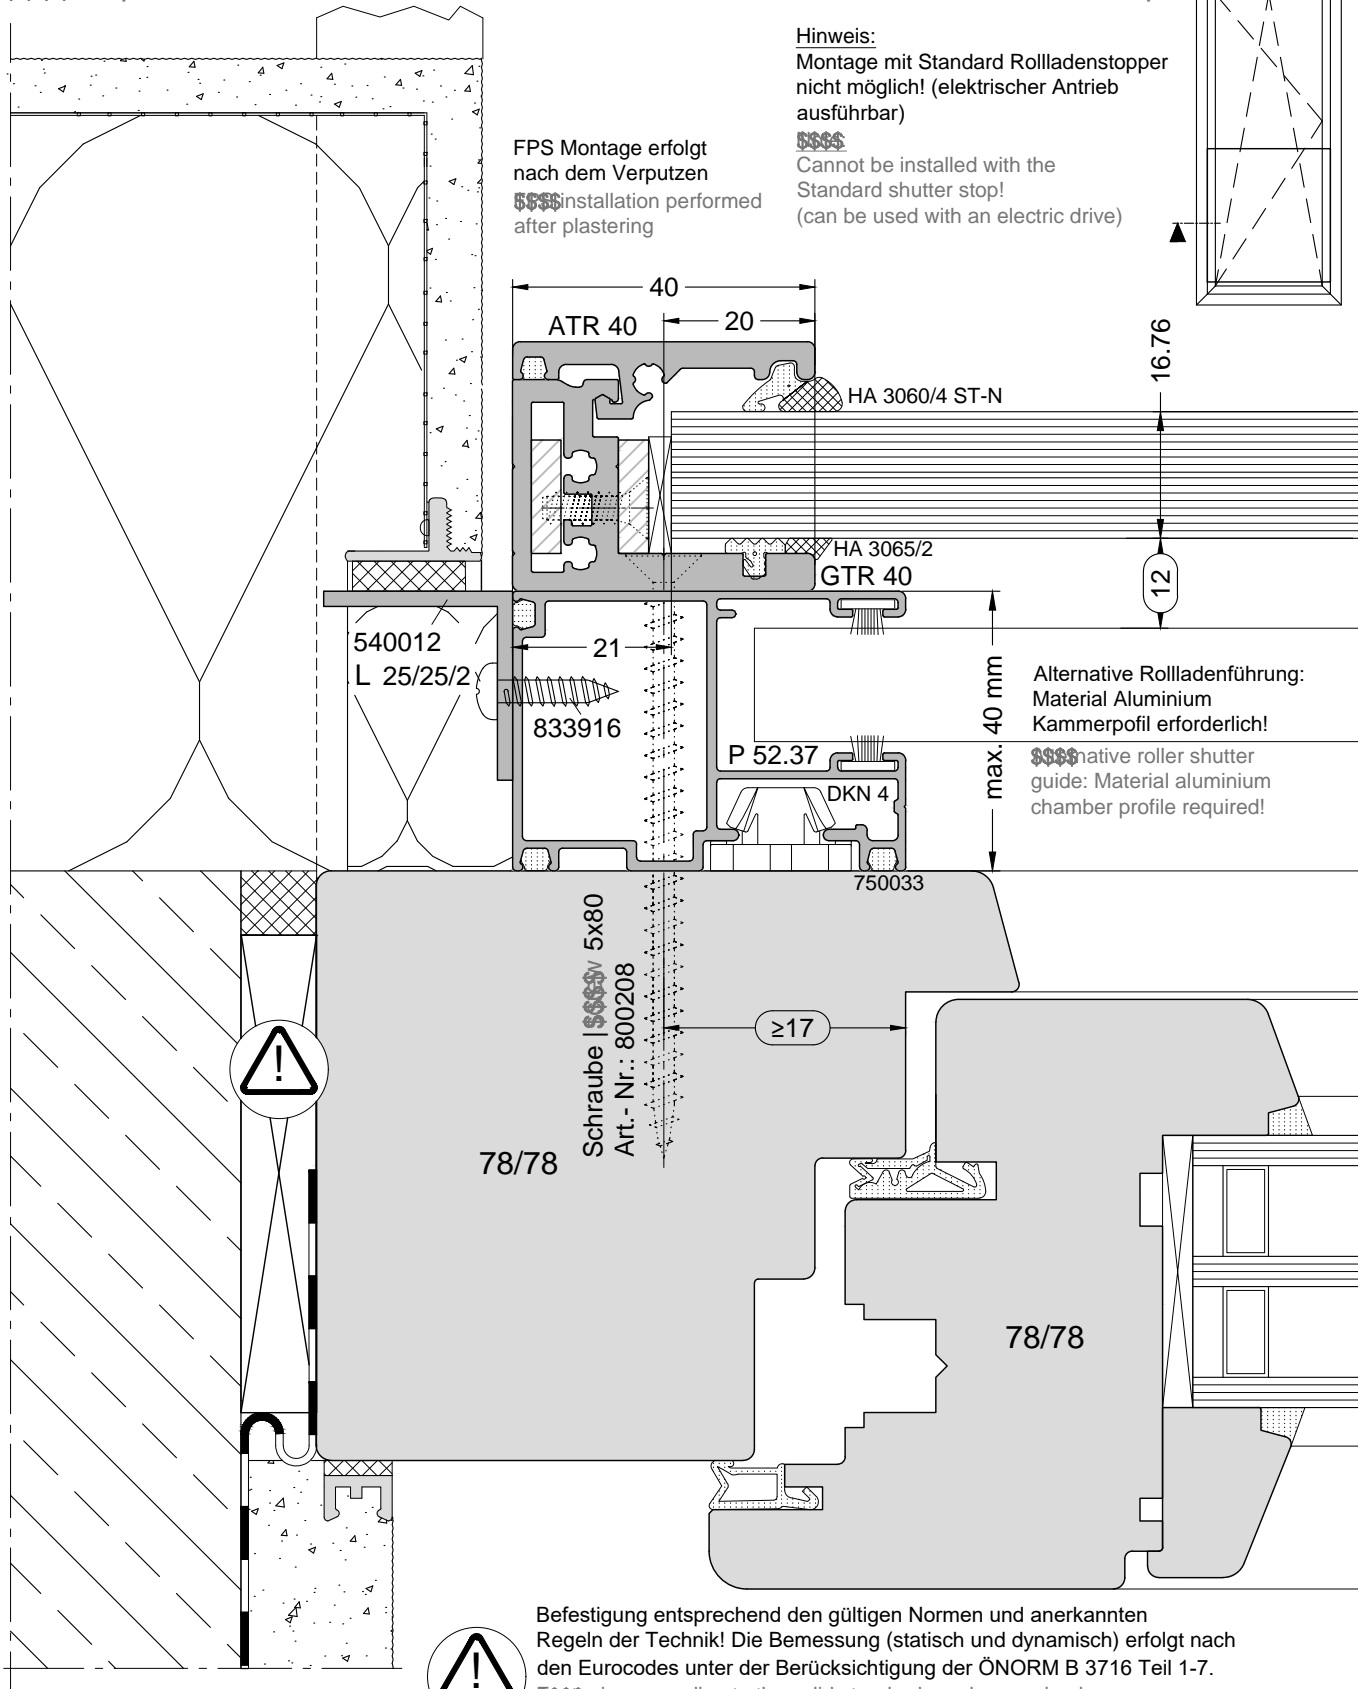 Hinweis:
Montage mit Standard Rollladenstopper
nicht möglich! (elektrischer Antrieb
ausführbar)
$$$$
Cannot be installed with the
Standard shutter stop!
(can be used with an electric drive)
FPS Montage erfolgt
nach dem Verputzen
installation performed
after plastering
40
ATR 40
20
16.76
HA 3060/4 ST-N
HA 3065/2
GTR 40
12
540012
L 25/25/2
21
833916
P 52.37
DKN 4
750033
max. 40 mm
Alternative Rollladenführung:
Material Aluminium
Kammerpofil erforderlich!
$$$$native roller shutter
guide: Material aluminium
chamber profile required!
Schraube | 5x80
Art.- Nr.: 800208
≥17
78/78
78/78
Befestigung entsprechend den gültigen Normen und anerkannten
Regeln der Technik! Die Bemessung (statisch und dynamisch) erfolgt nach
den Eurocodes unter der Berücksichtigung der ÖNORM B 3716 Teil 1-7.